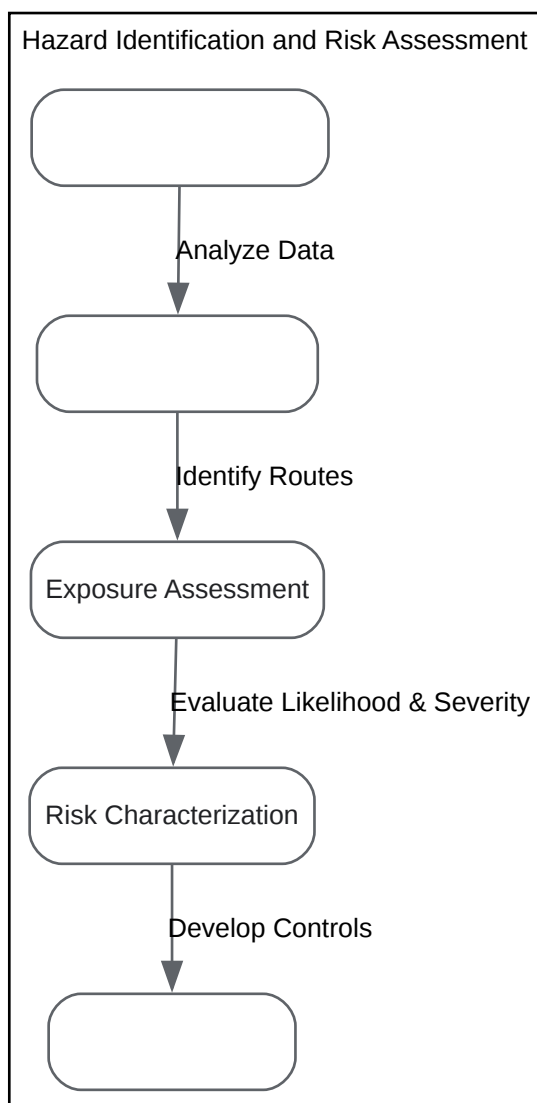 Hazard Identification and Risk Assessment
Analyze Data
Identify Routes
Exposure Assessment
Evaluate Likelihood & Severity
Risk Characterization
Develop Controls